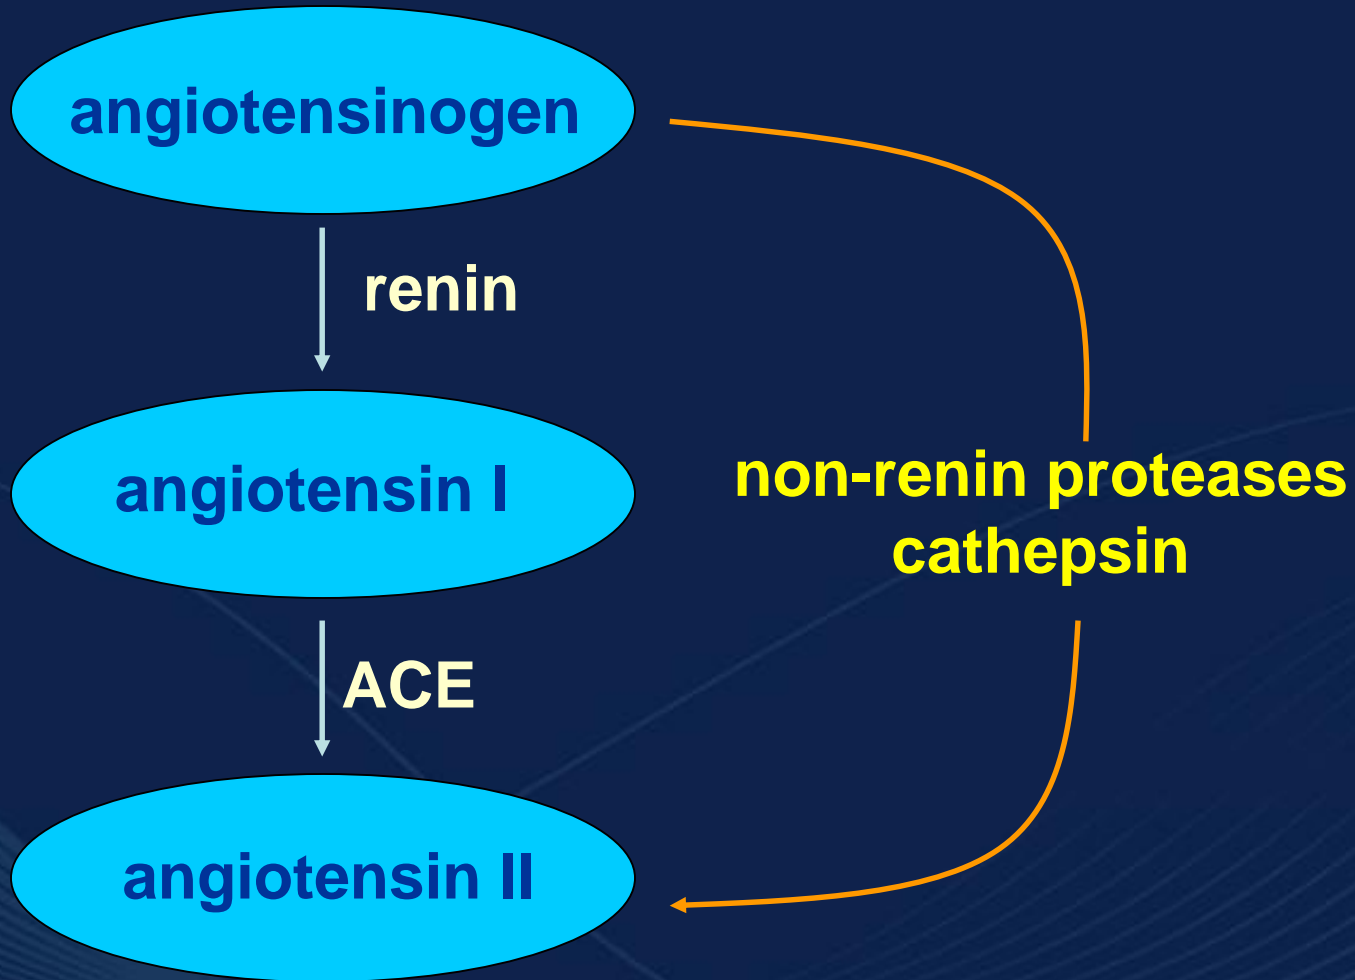 angiotensinogen
renin
angiotensin I
non-renin proteases
cathepsin
ACE
angiotensin II